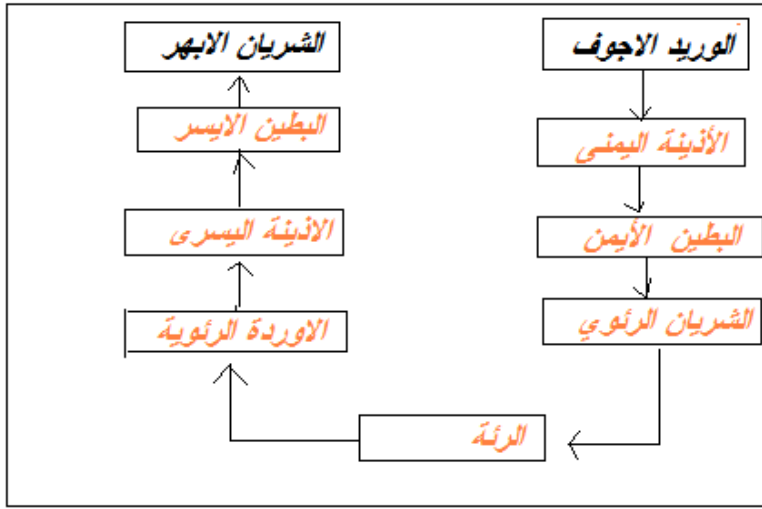 الوريد الاجوف
الأذينة اليمنى
البطين الأيمن
الشريان الرئوي
الرئة
الاوردة الرئوية
الاذينة اليسرى
البطين الايسر
الشريان الابهر